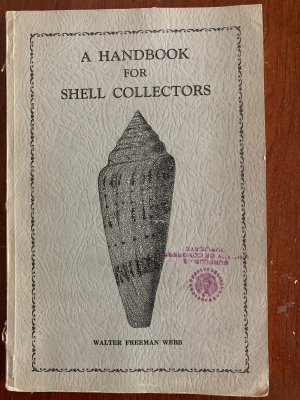 A HANDBOOK
FOR
SHELL COLLECTORS
WALTER FREEMAN WEBB